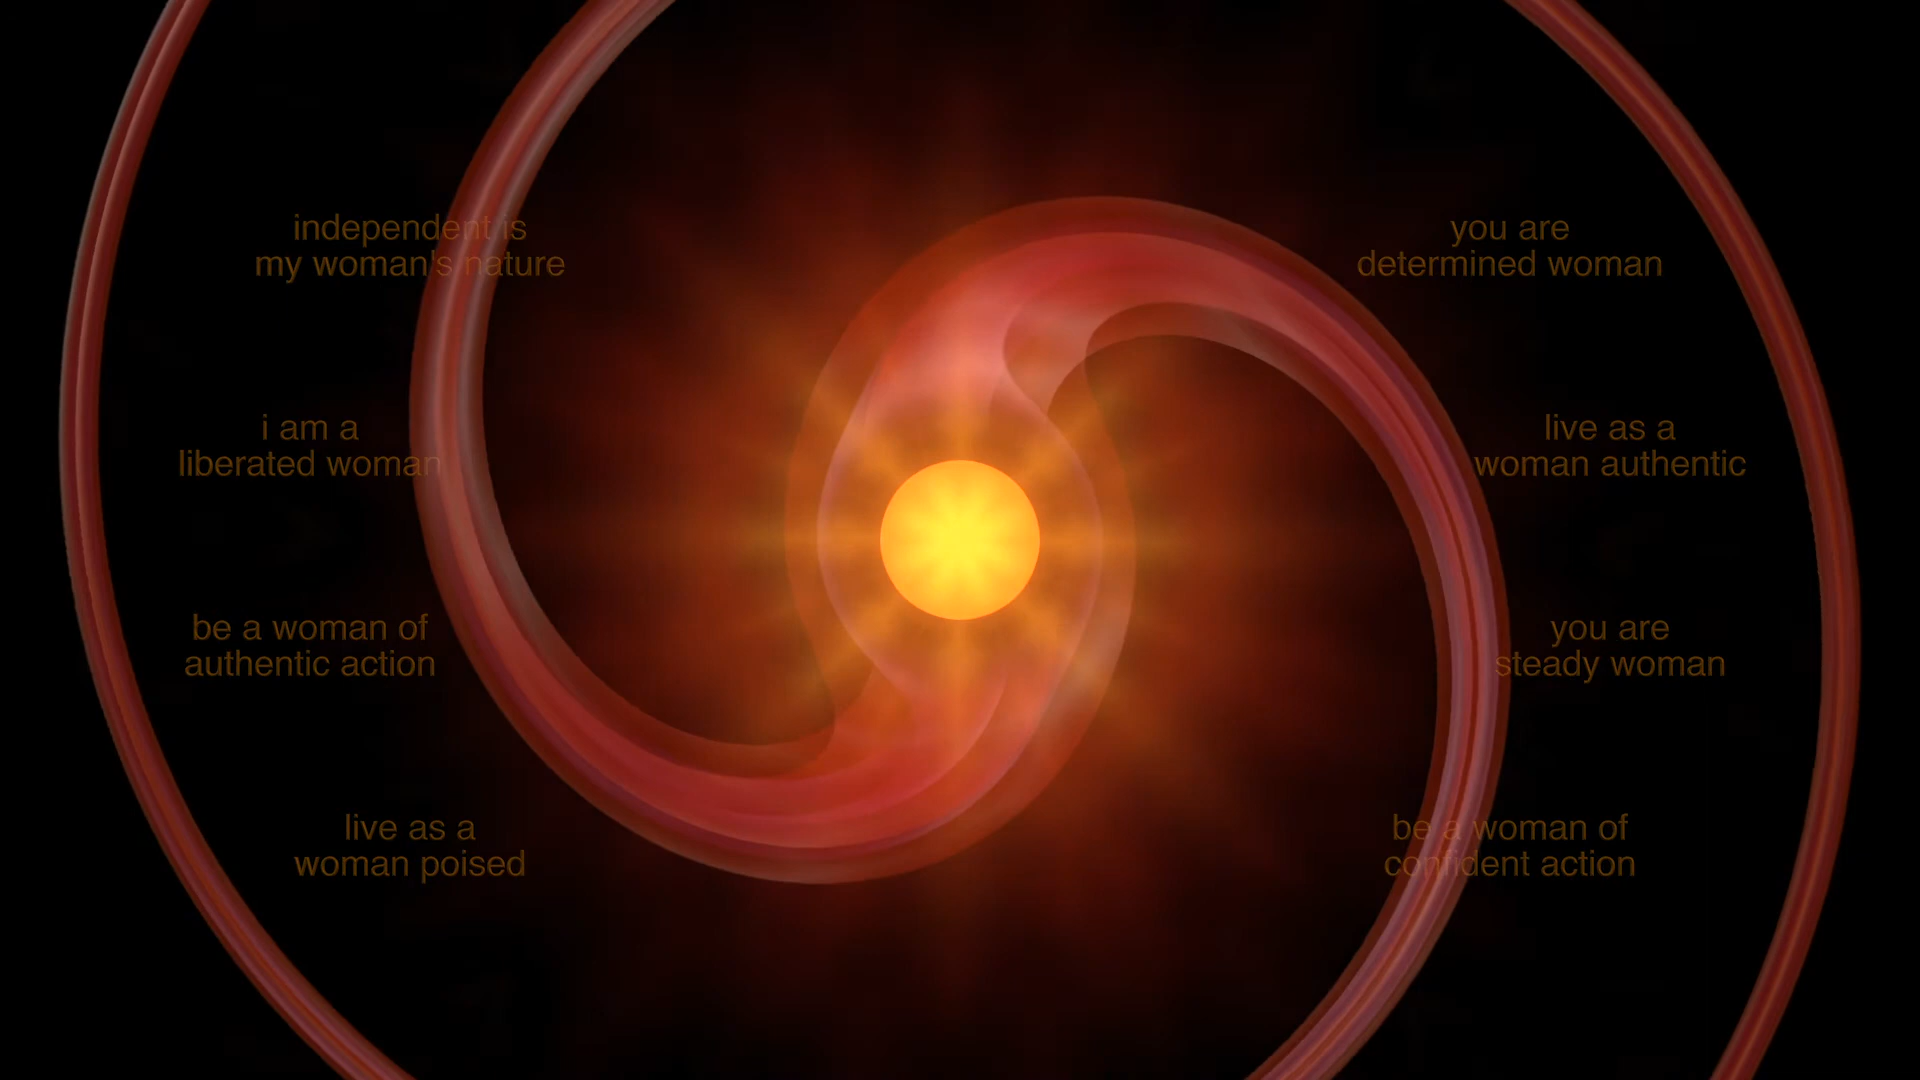 independent is
my woman's nature
i am a
liberated woman
be a woman of
authentic action
live as a
woman poised
you are
determined woman
live as a
woman authentic
you are
steady woman
be a woman of
confident action